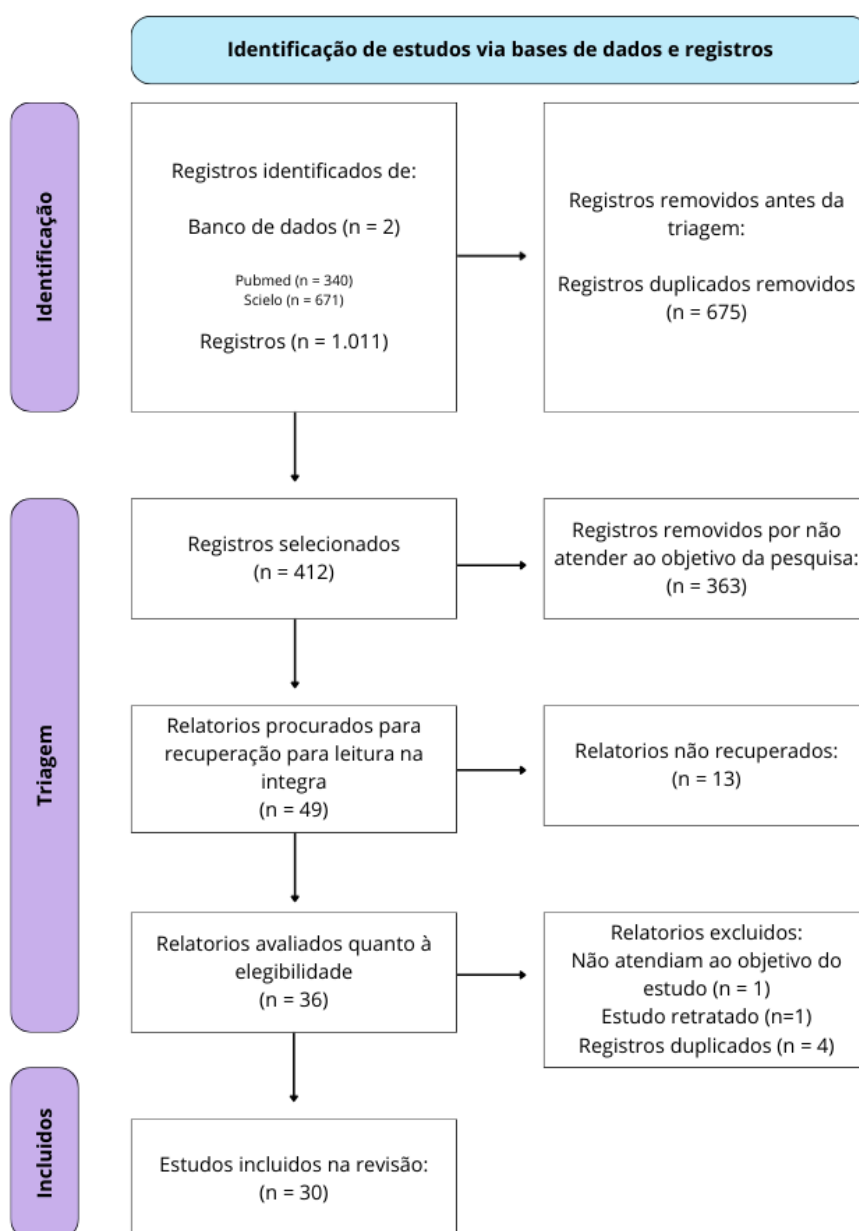 Identificação de estudos via bases de dados e registros
Identificação
Registros identificados de:
Banco de dados (n = 2)
Pubmed (n = 340)
Scielo (n = 671)
Registros (n = 1.011)
Registros removidos antes da
triagem:
Registros duplicados removidos
(n = 675)
Triagem
Registros selecionados
(n = 412)
Registros removidos por não
atender ao objetivo da pesquisa:
(n = 363)
Relatorios procurados para
recuperação para leitura na
integra
(n = 49)
Relatorios não recuperados:
(n = 13)
Relatorios avaliados quanto à
elegibilidade
(n = 36)
Relatorios excluidos:
Não atendiam ao objetivo do
estudo (n = 1)
Estudo retratado (n=1)
Registros duplicados (n = 4)
Incluidos
Estudos incluidos na revisão:
(n = 30)